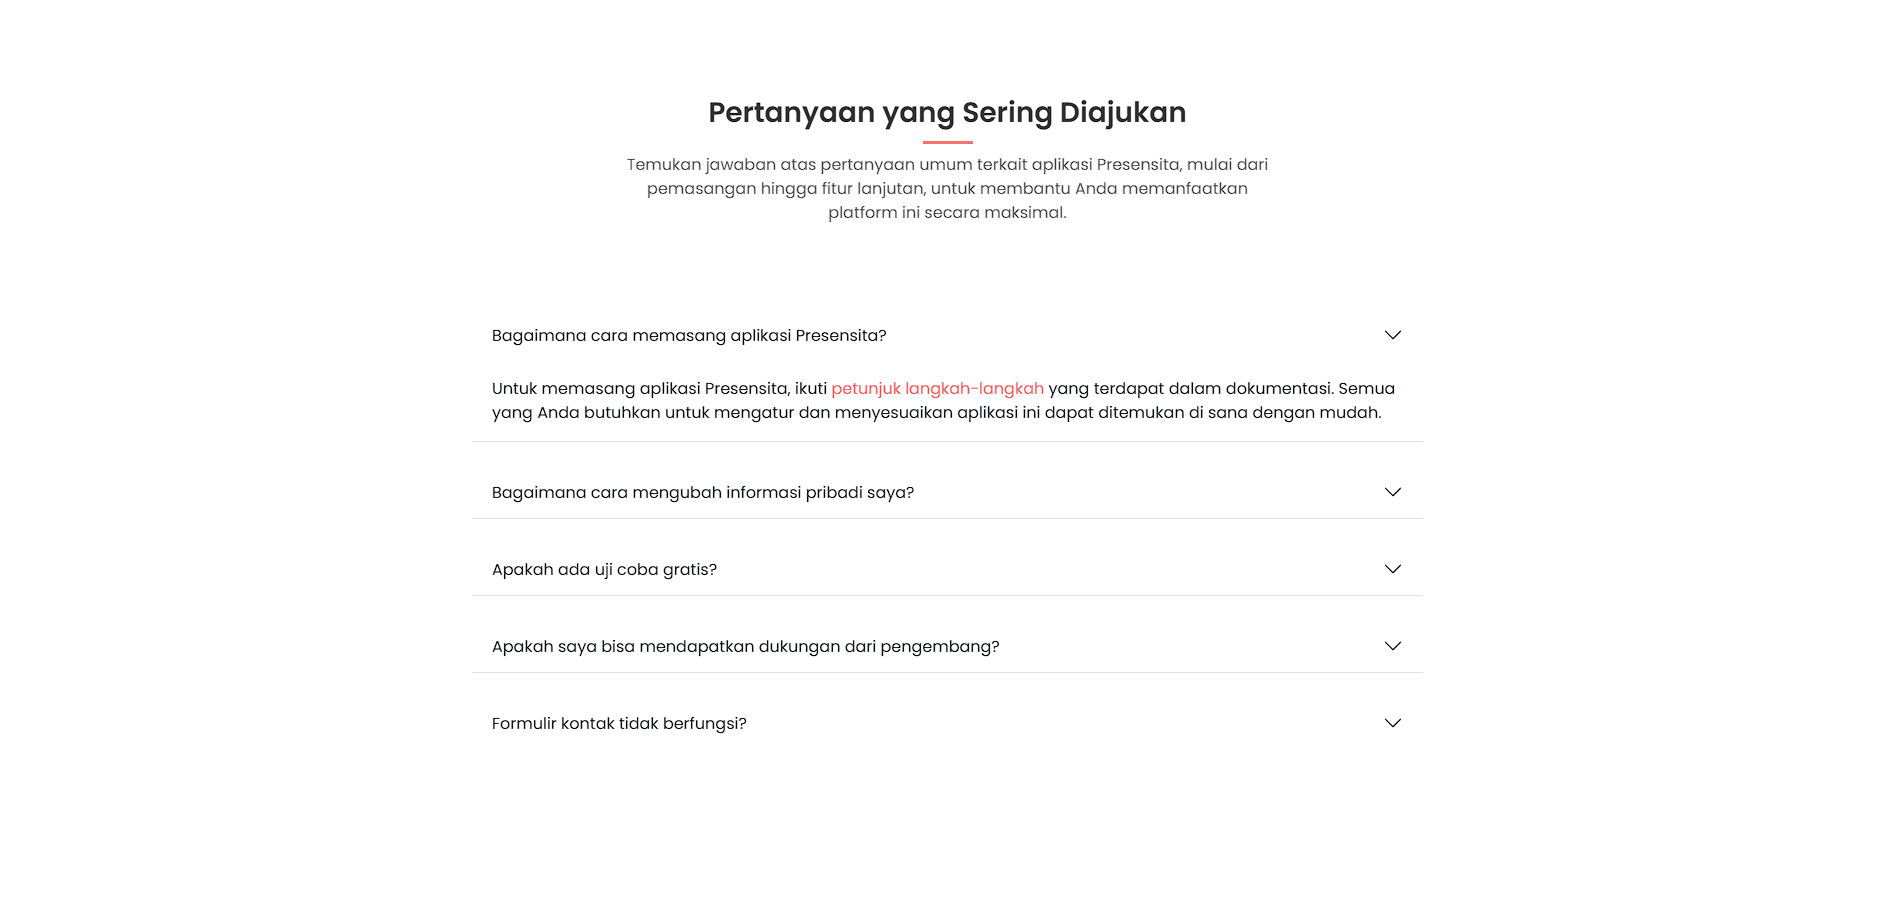 Pertanyaan yang Sering Diajukan
Temukan jawaban atas pertanyaan umum terkait aplikasi Presensita, mulai dari
pemasangan hingga fitur lanjutan, untuk membantu Anda memanfaatkan
platform ini secara maksimal.
Bagaimana cara memasang aplikasi Presensita?
Untuk memasang aplikasi Presensita, ikuti petunjuk langkah-langkah yang terdapat dalam dokumentasi. Semua
yang Anda butuhkan untuk mengatur dan menyesuaikan aplikasi ini dapat ditemukan di sana dengan mudah.
Bagaimana cara mengubah informasi pribadi saya?
Apakah ada uji coba gratis?
Apakah saya bisa mendapatkan dukungan dari pengembang?
Formulir kontak tidak berfungsi?